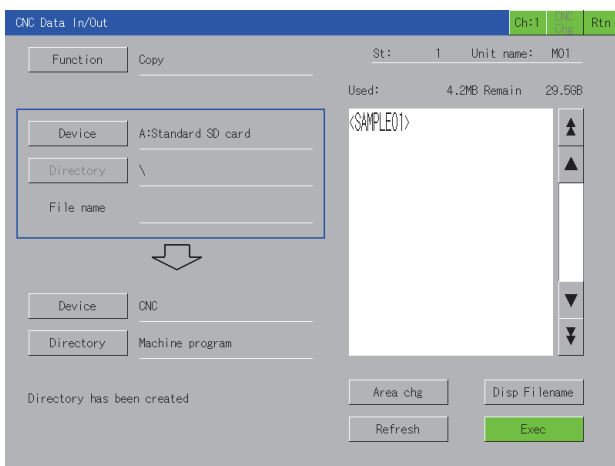 CNC Data In/Out
Ch:1 CNC Chg Rtn
Function Copy
St: 1 Unit name: M01
Used: 4.2MB Remain 29.5GB
Device A:Standard SD card
Directory \
File name
<SAMPLE01>
Device CNC
Directory Machine program
Directory has been created
Area chg Disp Filename
Refresh Exec